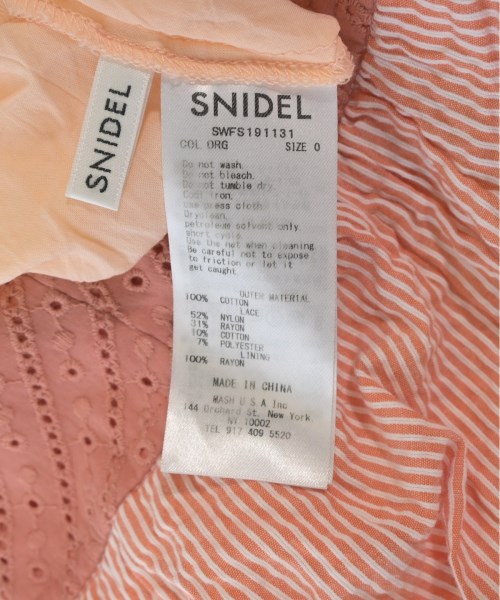 SNIDEL
SNIDEL
SWFS191131
COL ORG SIZE 0
Do not wash.
Do not bleach.
Do not tumble dry.
Cool iron.
Use press cloth.
Dryclean,
petroleum solvent only.
short cycle.
Use the net when cleaning
Be careful not to expose
to friction or let it
get caught.
OUTER WATERTAL
100% COTTON
LACE
52% NYLON
31% RAYON
10% COTTON
7% POLYESTER
LINING
100% RAYON
MADE IN CHINA
MASH U.S.A Inc
144 Orchard St. New York
NY 10002
TEL 917 409 5520